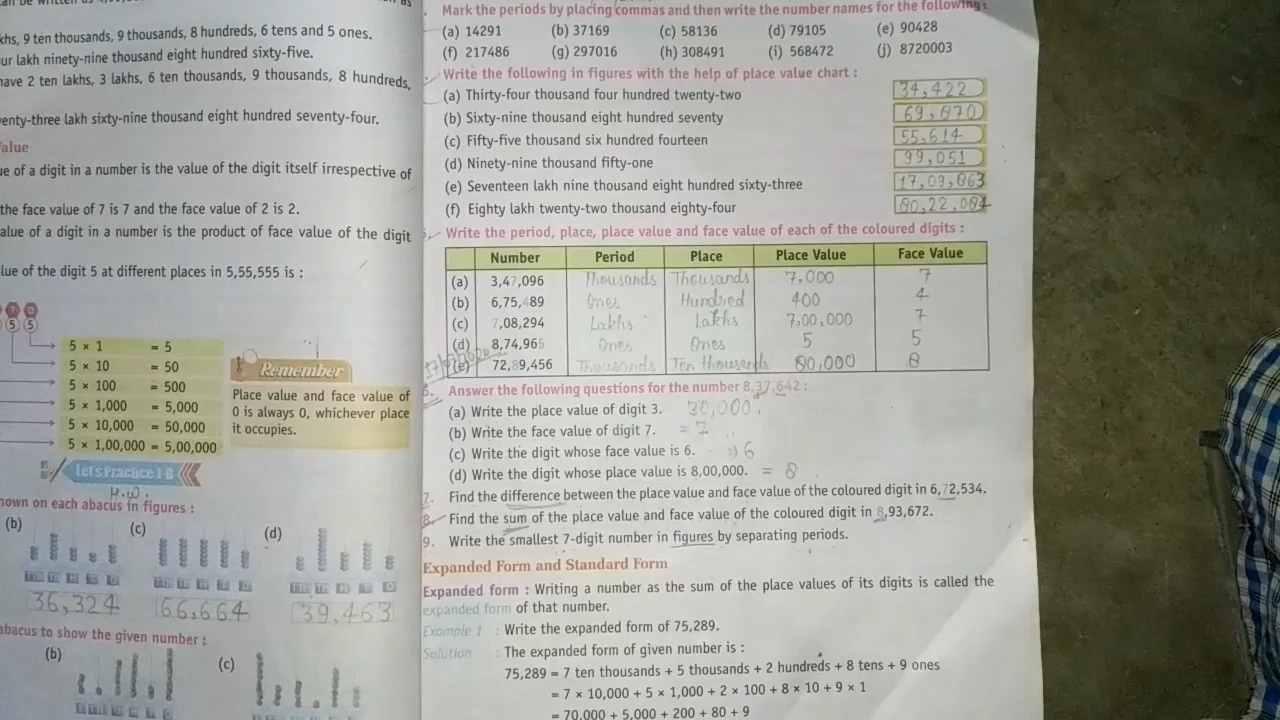 khs, 9 ten thousands, 9 thousands, 8 hundreds, 6 tens and 5 ones.
ur lakh ninety-nine thousand eight hundred sixty-five.
have 2 ten lakhs, 3 lakhs, 6 ten thousands, 9 thousands, 8 hundreds,
enty-three lakh sixty-nine thousand eight hundred seventy-four.
alue
ue of a digit in a number is the value of the digit itself irrespective of
the face value of 7 is 7 and the face value of 2 is 2.
alue of a digit in a number is the product of face value of the digit
lue of the digit 5 at different places in 5,55,555 is :
5 5
5 × 1 = 5
5 × 10 = 50
5 × 100 = 500
5 × 1,000 = 5,000
5 × 10,000 = 50,000
5 × 1,00,000 = 5,00,000
Remember
Place value and face value of
0 is always 0, whichever place
it occupies.
Let's Practice 1-B
H.W.
hown on each abacus in figures :
(b) (c) (d)
36,324 66,664 39,463
abacus to show the given number :
(b) (c)
Mark the periods by placing commas and then write the number names for the following:
(a) 14291 (b) 37169 (c) 58136 (d) 79105 (e) 90428
(f) 217486 (g) 297016 (h) 308491 (i) 568472 (j) 8720003
Write the following in figures with the help of place value chart :
(a) Thirty-four thousand four hundred twenty-two 34,422
(b) Sixty-nine thousand eight hundred seventy 69,870
(c) Fifty-five thousand six hundred fourteen 55,614
(d) Ninety-nine thousand fifty-one 99,051
(e) Seventeen lakh nine thousand eight hundred sixty-three 17,09,863
(f) Eighty lakh twenty-two thousand eighty-four 80,22,084
5. Write the period, place, place value and face value of each of the coloured digits :
Number Period Place Place Value Face Value
(a) 3,47,096 Thousands Thousands 7,000 7
(b) 6,75,489 Ones Hundred 400 4
(c) 7,08,294 Lakhs Lakhs 7,00,000 7
(d) 8,74,965 Ones Ones 5 5
(e) 72,89,456 Thousands Ten thousands 80,000 8
6. Answer the following questions for the number 8,37,642 :
(a) Write the place value of digit 3. 30,000.
(b) Write the face value of digit 7. = 7
(c) Write the digit whose face value is 6. = 6
(d) Write the digit whose place value is 8,00,000. = 8
7. Find the difference between the place value and face value of the coloured digit in 6,72,534.
8. Find the sum of the place value and face value of the coloured digit in 8,93,672.
9. Write the smallest 7-digit number in figures by separating periods.
Expanded Form and Standard Form
Expanded form : Writing a number as the sum of the place values of its digits is called the
expanded form of that number.
Example 1 : Write the expanded form of 75,289.
Solution : The expanded form of given number is :
75,289 = 7 ten thousands + 5 thousands + 2 hundreds + 8 tens + 9 ones
= 7 × 10,000 + 5 × 1,000 + 2 × 100 + 8 × 10 + 9 × 1
= 70,000 + 5,000 + 200 + 80 + 9